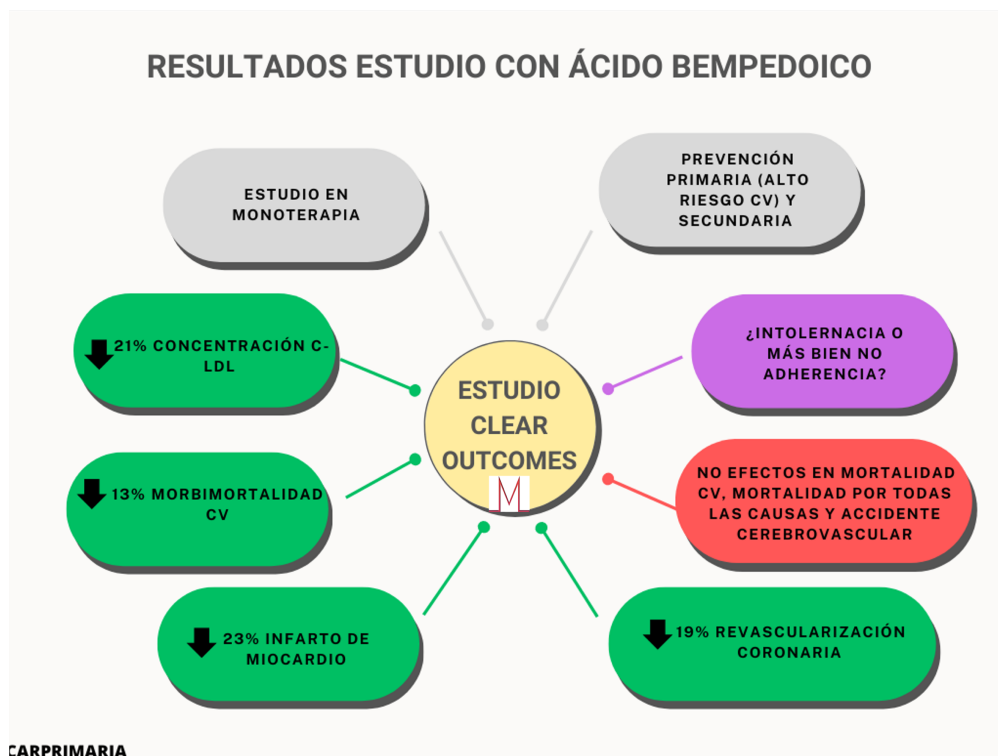 RESULTADOS ESTUDIO CON ÁCIDO BEMPEDOICO
ESTUDIO EN
MONOTERAPIA
PREVENCIÓN
PRIMARIA (ALTO
RIESGO CV) Y
SECUNDARIA
21% CONCENTRACIÓN C-
LDL
¿INTOLERNACIA O
MÁS BIEN NO
ADHERENCIA?
ESTUDIO
CLEAR
OUTCOMES
M
13% MORBIMORTALIDAD
CV
NO EFECTOS EN MORTALIDAD
CV, MORTALIDAD POR TODAS
LAS CAUSAS Y ACCIDENTE
CEREBROVASCULAR
23% INFARTO DE
MIOCARDIO
19% REVASCULARIZACIÓN
CORONARIA
CARPRIMARIA